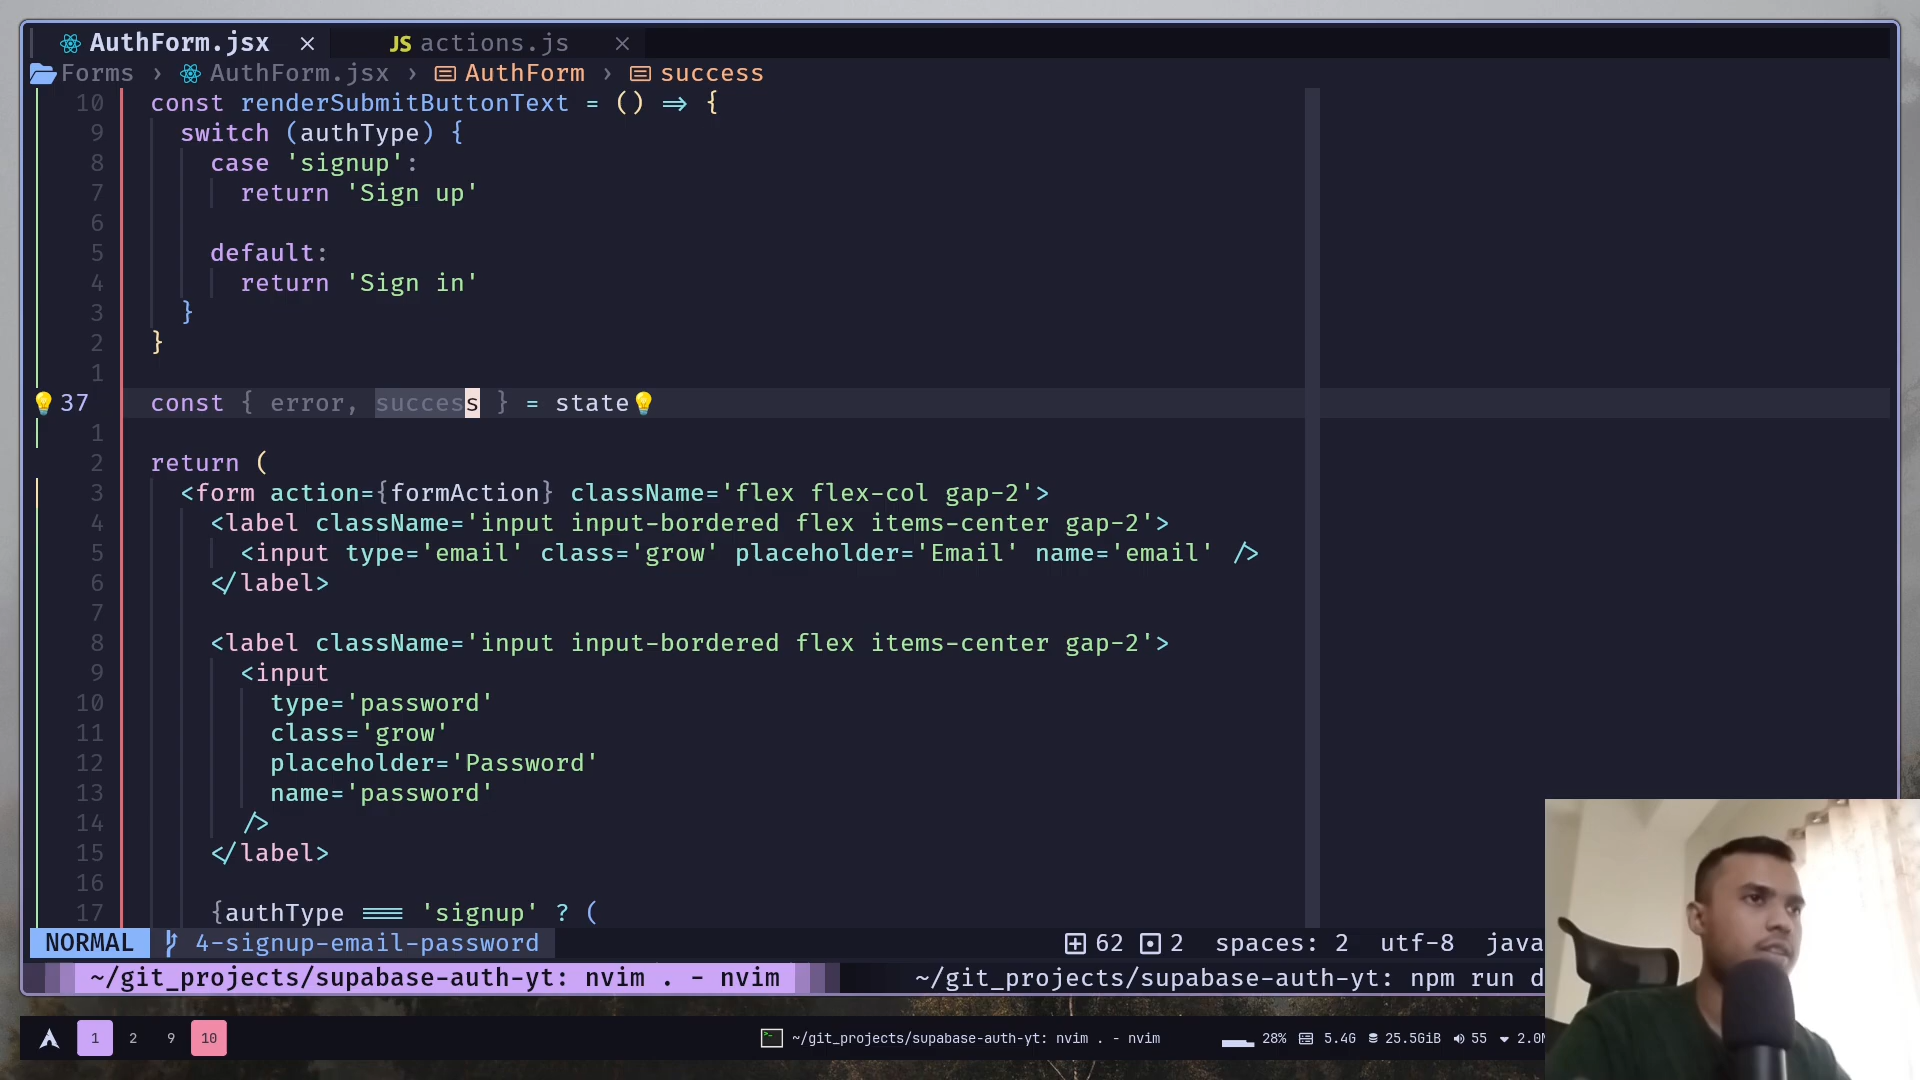 AuthForm.jsx × JS actions.js ×
Forms › AuthForm.jsx › AuthForm › success
10 const renderSubmitButtonText = () => {
9 switch (authType) {
8 case 'signup':
7 return 'Sign up'
6
5 default:
4 return 'Sign in'
3 }
2 }
1
37 const { error, success } = state
1
2 return (
3 <form action={formAction} className='flex flex-col gap-2'>
4 <label className='input input-bordered flex items-center gap-2'>
5 <input type='email' class='grow' placeholder='Email' name='email' />
6 </label>
7
8 <label className='input input-bordered flex items-center gap-2'>
9 <input
10 type='password'
11 class='grow'
12 placeholder='Password'
13 name='password'
14 />
15 </label>
16
17 {authType === 'signup' ? (
NORMAL 4-signup-email-password 62 2 spaces: 2 utf-8 java
~/git_projects/supabase-auth-yt: nvim . - nvim ~/git_projects/supabase-auth-yt: npm run d
1 2 9 10 ~/git_projects/supabase-auth-yt: nvim . - nvim 28% 5.4G 25.5GiB 55 2.0